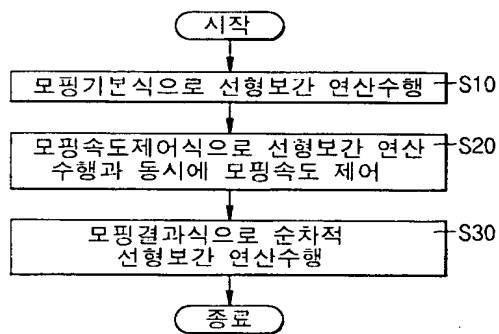 시작
모핑기본식으로 선형보간 연산수행
S10
모핑속도제어식으로 선형보간 연산
수행과 동시에 모핑속도 제어
S20
모핑결과식으로 순차적
선형보간 연산수행
S30
종료